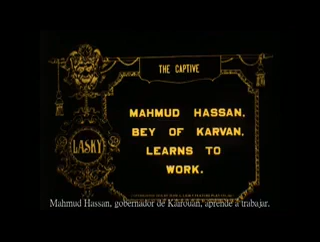 THE CAPTIVE
MAHMUD HASSAN,
BEY OF KARVAN,
LEARNS TO
WORK.
LASKY
Mahmud Hassan, gobernador de Kairouan, aprende a trabajar.